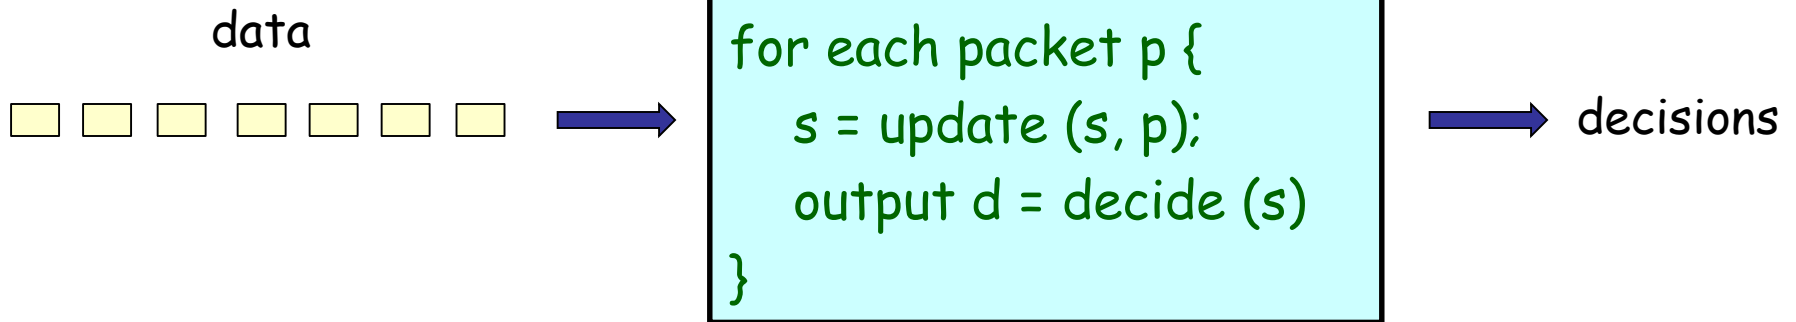 data
for each packet p {
s = update (s, p);
output d = decide (s)
}
decisions